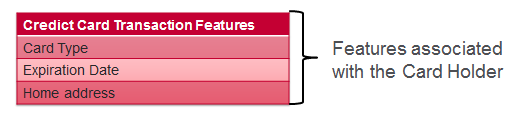 Credict Card Transaction Features
Card Type
Expiration Date
Home address
Features associated
with the Card Holder